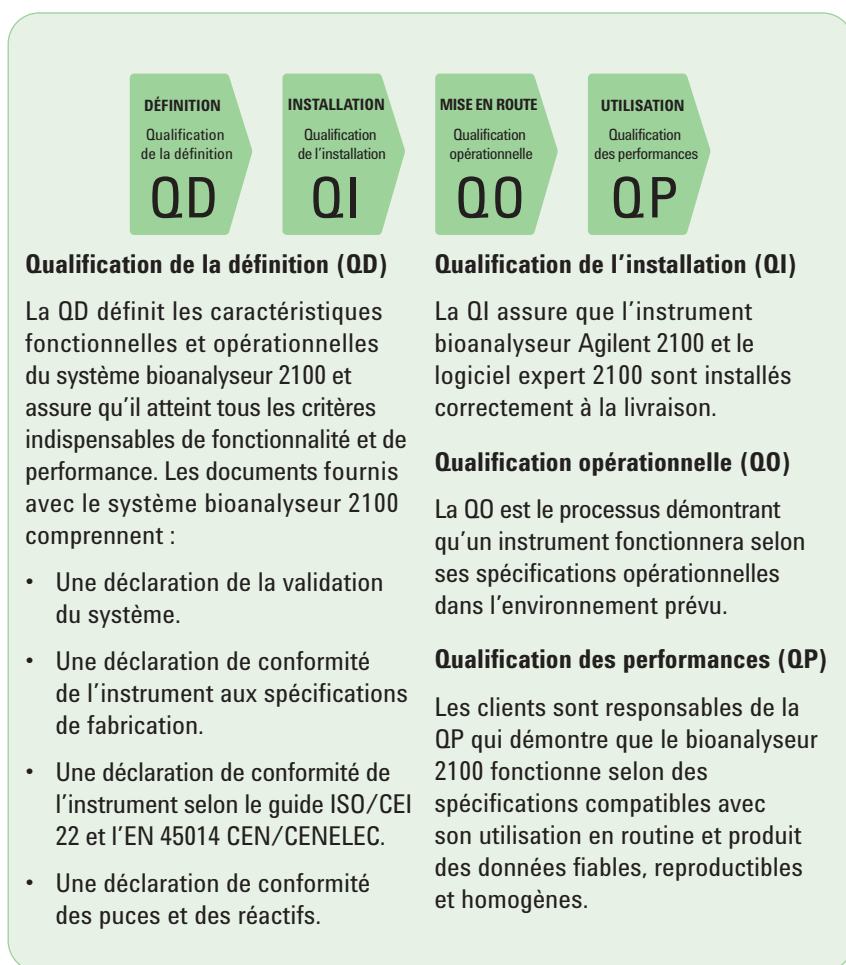 DÉFINITION
Qualification
de la définition
QD
INSTALLATION
Qualification
de l'installation
QI
MISE EN ROUTE
Qualification
opérationnelle
QO
UTILISATION
Qualification
des performances
QP
Qualification de la définition (QD)
La QD définit les caractéristiques
fonctionnelles et opérationnelles
du système bioanalyseur 2100 et
assure qu'il atteint tous les critères
indispensables de fonctionnalité et de
performance. Les documents fournis
avec le système bioanalyseur 2100
comprennent :
• Une déclaration de la validation
du système.
• Une déclaration de conformité
de l'instrument aux spécifications
de fabrication.
• Une déclaration de conformité de
l'instrument selon le guide ISO/CEI
22 et l'EN 45014 CEN/CENELEC.
• Une déclaration de conformité
des puces et des réactifs.
Qualification de l'installation (QI)
La QI assure que l'instrument
bioanalyseur Agilent 2100 et le
logiciel expert 2100 sont installés
correctement à la livraison.
Qualification opérationnelle (QO)
La QO est le processus démontrant
qu'un instrument fonctionnera selon
ses spécifications opérationnelles
dans l'environnement prévu.
Qualification des performances (QP)
Les clients sont responsables de la
QP qui démontre que le bioanalyseur
2100 fonctionne selon des
spécifications compatibles avec
son utilisation en routine et produit
des données fiables, reproductibles
et homogènes.